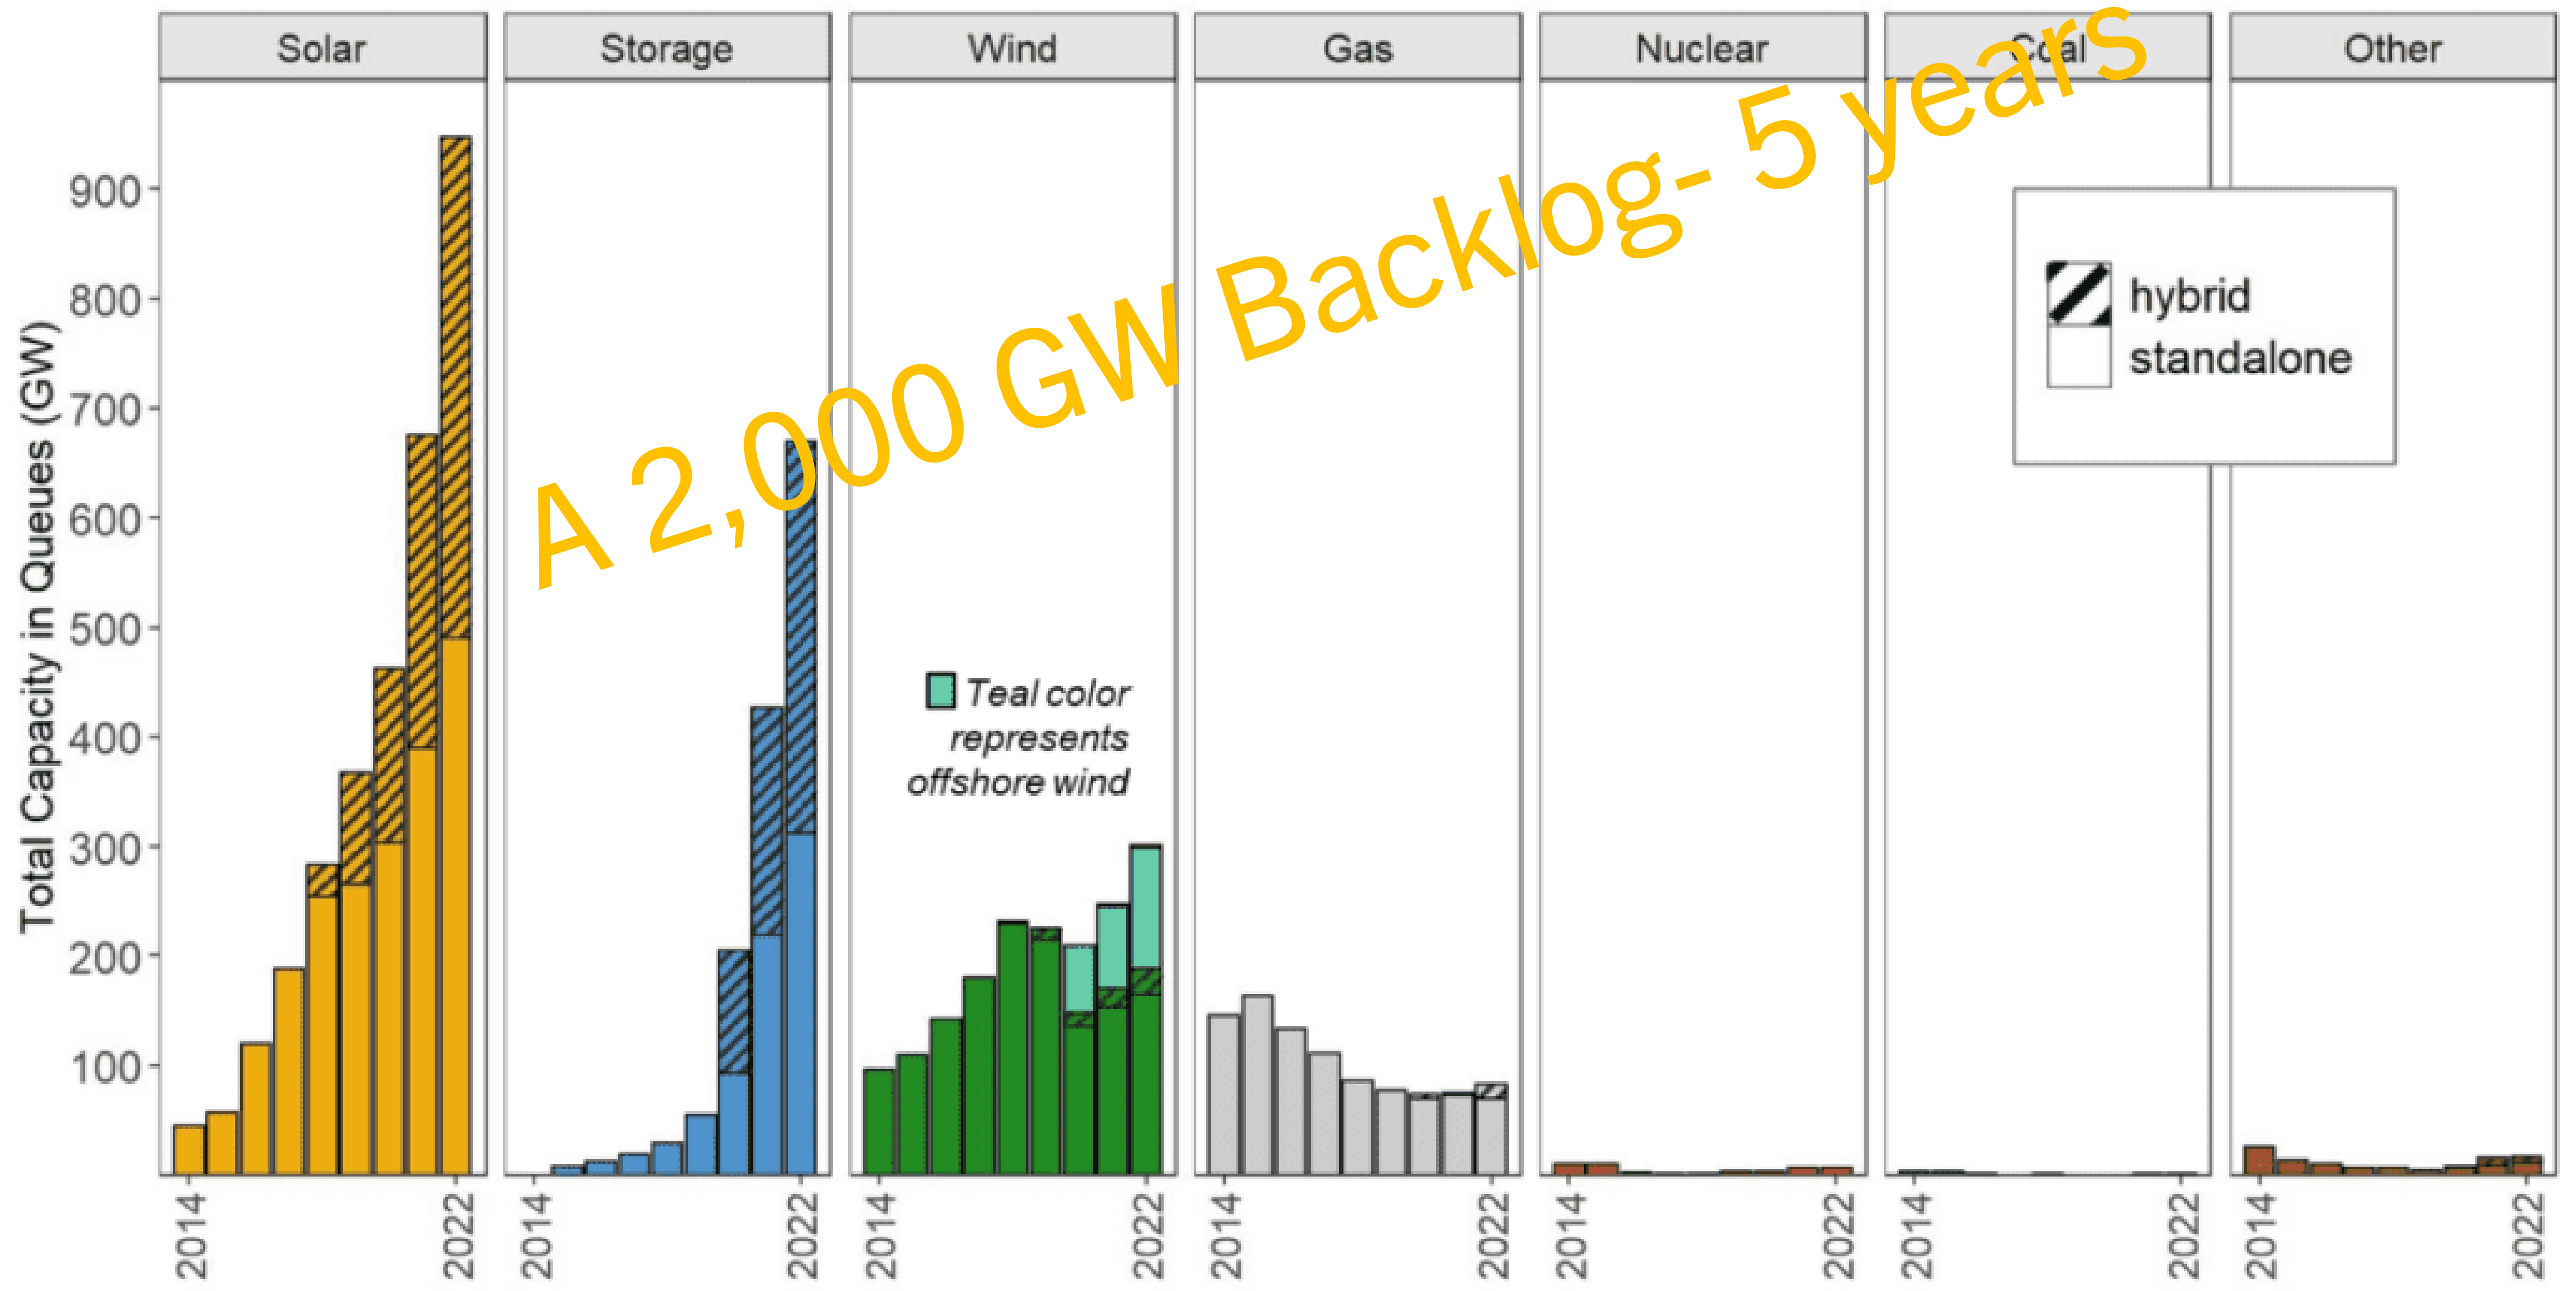 Solar
Storage
Wind
Gas
Nuclear
Coal
Other
A 2,000 GW Backlog- 5 years
Total Capacity in Queues (GW)
900
800
700
600
500
400
300
200
100
hybrid
standalone
Teal color
represents
offshore wind
2014
2022
2014
2022
2014
2022
2014
2022
2014
2022
2014
2022
2014
2022